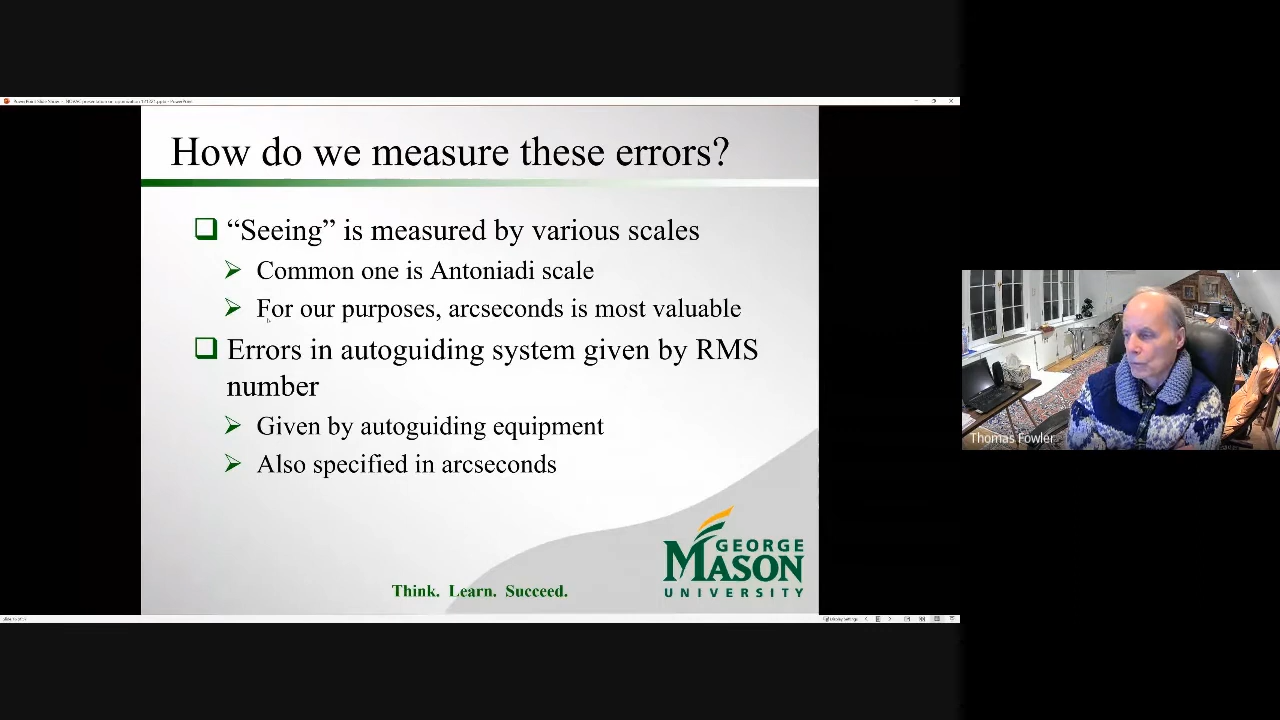 How do we measure these errors?
“Seeing” is measured by various scales
Common one is Antoniadi scale
For our purposes, arcseconds is most valuable
Errors in autoguiding system given by RMS
number
Given by autoguiding equipment
Also specified in arcseconds
GEORGE
MASON
UNIVERSITY
Think. Learn. Succeed.
Thomas Fowler